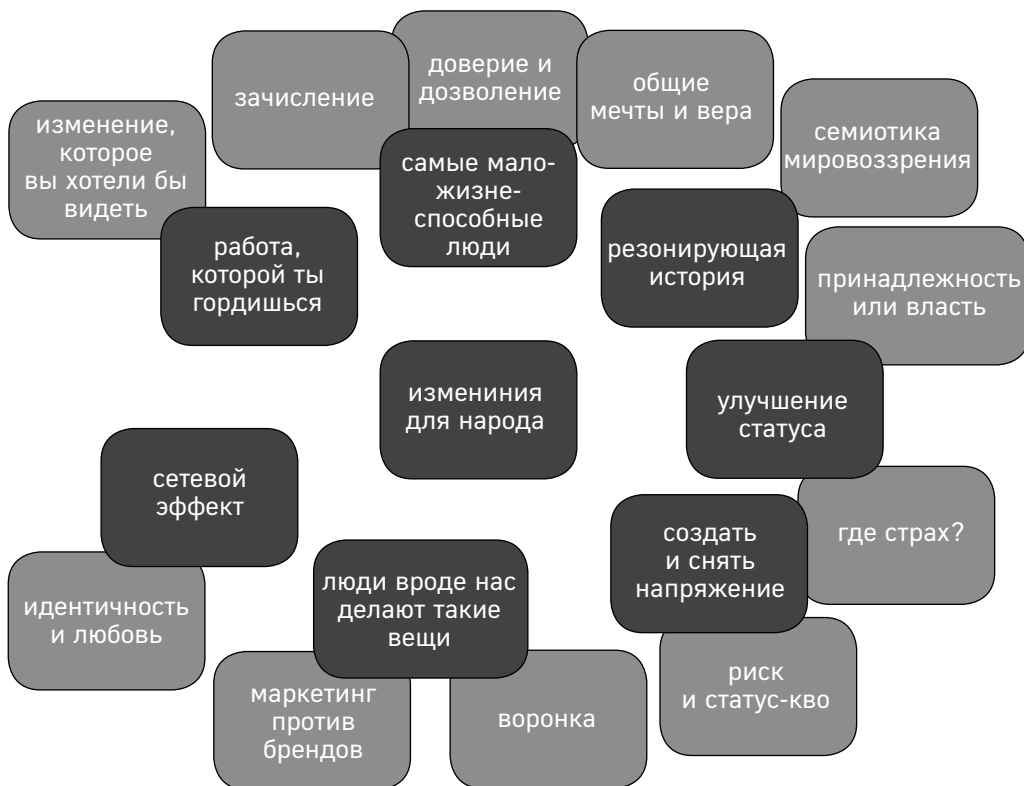 доверие и
дозволение
зачисление
общие
мечты и вера
изменение,
которое
вы хотели бы
видеть
семиотика
мировоззрения
самые мало-
жизне-
способные
люди
работа,
которой ты
гордишься
резонирующая
история
принадлежность
или власть
измениния
для народа
улучшение
статуса
сетевой
эффект
создать
и снять
напряжение
где страх?
люди вроде нас
делают такие
вещи
идентичность
и любовь
маркетинг
против
брендов
воронка
риск
и статус-кво